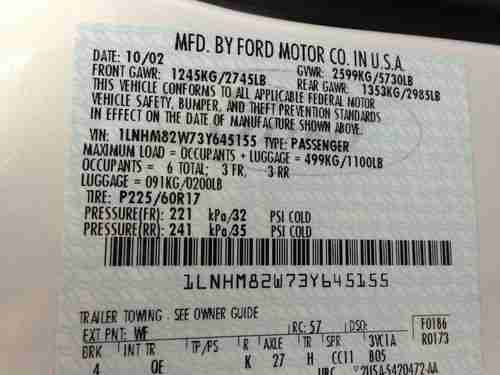 MFD. BY FORD MOTOR CO. IN U.S.A.
DATE: 10/02 GVWR: 2599KG/5730LB
FRONT GAWR: 1245KG/2745LB REAR GAWR: 1353KG/2985LB
THIS VEHICLE CONFORMS TO ALL APPLICABLE FEDERAL MOTOR
VEHICLE SAFETY, BUMPER, AND THEFT PREVENTION STANDARDS
IN EFFECT ON THE DATE OF MANUFACTURE SHOWN ABOVE.
VIN: 1LNHM82W73Y645155 TYPE: PASSENGER
MAXIMUM LOAD = OCCUPANTS + LUGGAGE = 499KG/1100LB
OCCUPANTS = 6 TOTAL; 3 FR, 3 RR
LUGGAGE = 091KG/0200LB
TIRE: P225/60R17
PRESSURE(FR): 221 kPa/32 PSI COLD
PRESSURE(RR): 241 kPa/35 PSI COLD
1LNHM82W73Y645155
TRAILER TOWING - SEE OWNER GUIDE
F0186
EXT PNT: WF RC: 57 DSO: R0173
BRK INT TR TP/PS R AXLE TR SPR 3YC1A
4 OE K 27 H CC11 B05
UBC 2U5A-5420472-AA